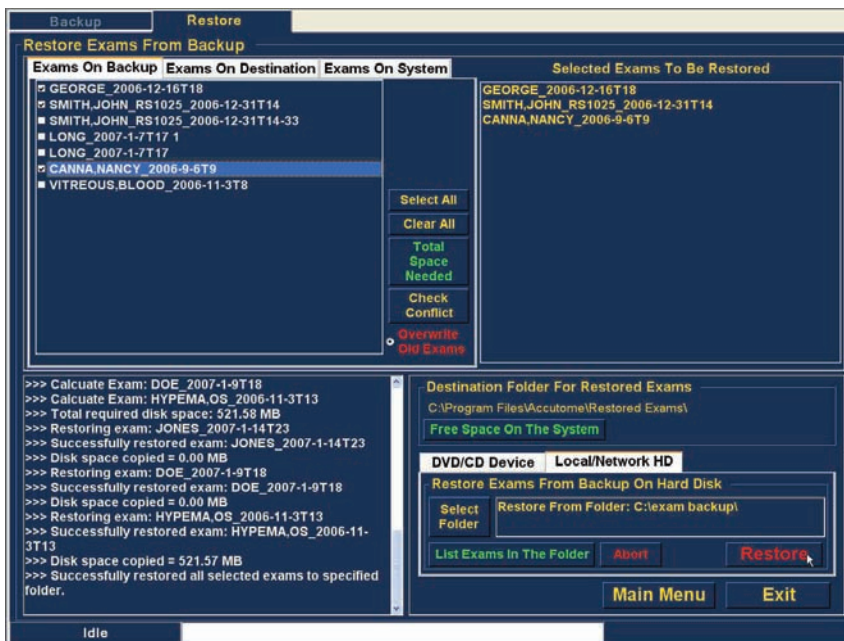 Backup
Restore
Restore Exams From Backup
Exams On Backup
Exams On Destination
Exams On System
GEORGE_2006-12-16T18
SMITH,JOHN_RS1025_2006-12-31T14
SMITH,JOHN_RS1025_2006-12-31T14-33
LONG_2007-1-7T17 1
LONG_2007-1-7T17
CANNA,NANCY_2006-9-6T9
VITREOUS,BLOOD_2006-11-3T8
Select All
Clear All
Total
Space
Needed
Check
Conflict
Overwrite
Old Exams
Selected Exams To Be Restored
GEORGE_2006-12-16T18
SMITH,JOHN_RS1025_2006-12-31T14
CANNA,NANCY_2006-9-6T9
>>> Calcuate Exam: DOE_2007-1-9T18
>>> Calcuate Exam: HYPEMA,OS_2006-11-3T13
>>> Total required disk space: 521.58 MB
>>> Restoring exam: JONES_2007-1-14T23
>>> Successfully restored exam: JONES_2007-1-14T23
>>> Disk space copied = 0.00 MB
>>> Restoring exam: DOE_2007-1-9T18
>>> Successfully restored exam: DOE_2007-1-9T18
>>> Disk space copied = 0.00 MB
>>> Restoring exam: HYPEMA,OS_2006-11-3T13
>>> Successfully restored exam: HYPEMA,OS_2006-11-
3T13
>>> Disk space copied = 521.57 MB
>>> Successfully restored all selected exams to specified
folder.
Destination Folder For Restored Exams
C:\Program Files\Accutome\Restored Exams\
Free Space On The System
DVD/CD Device
Local/Network HD
Restore Exams From Backup On Hard Disk
Select
Folder
Restore From Folder: C:\exam backup\
List Exams In The Folder
Abort
Restore
Main Menu
Exit
Idle